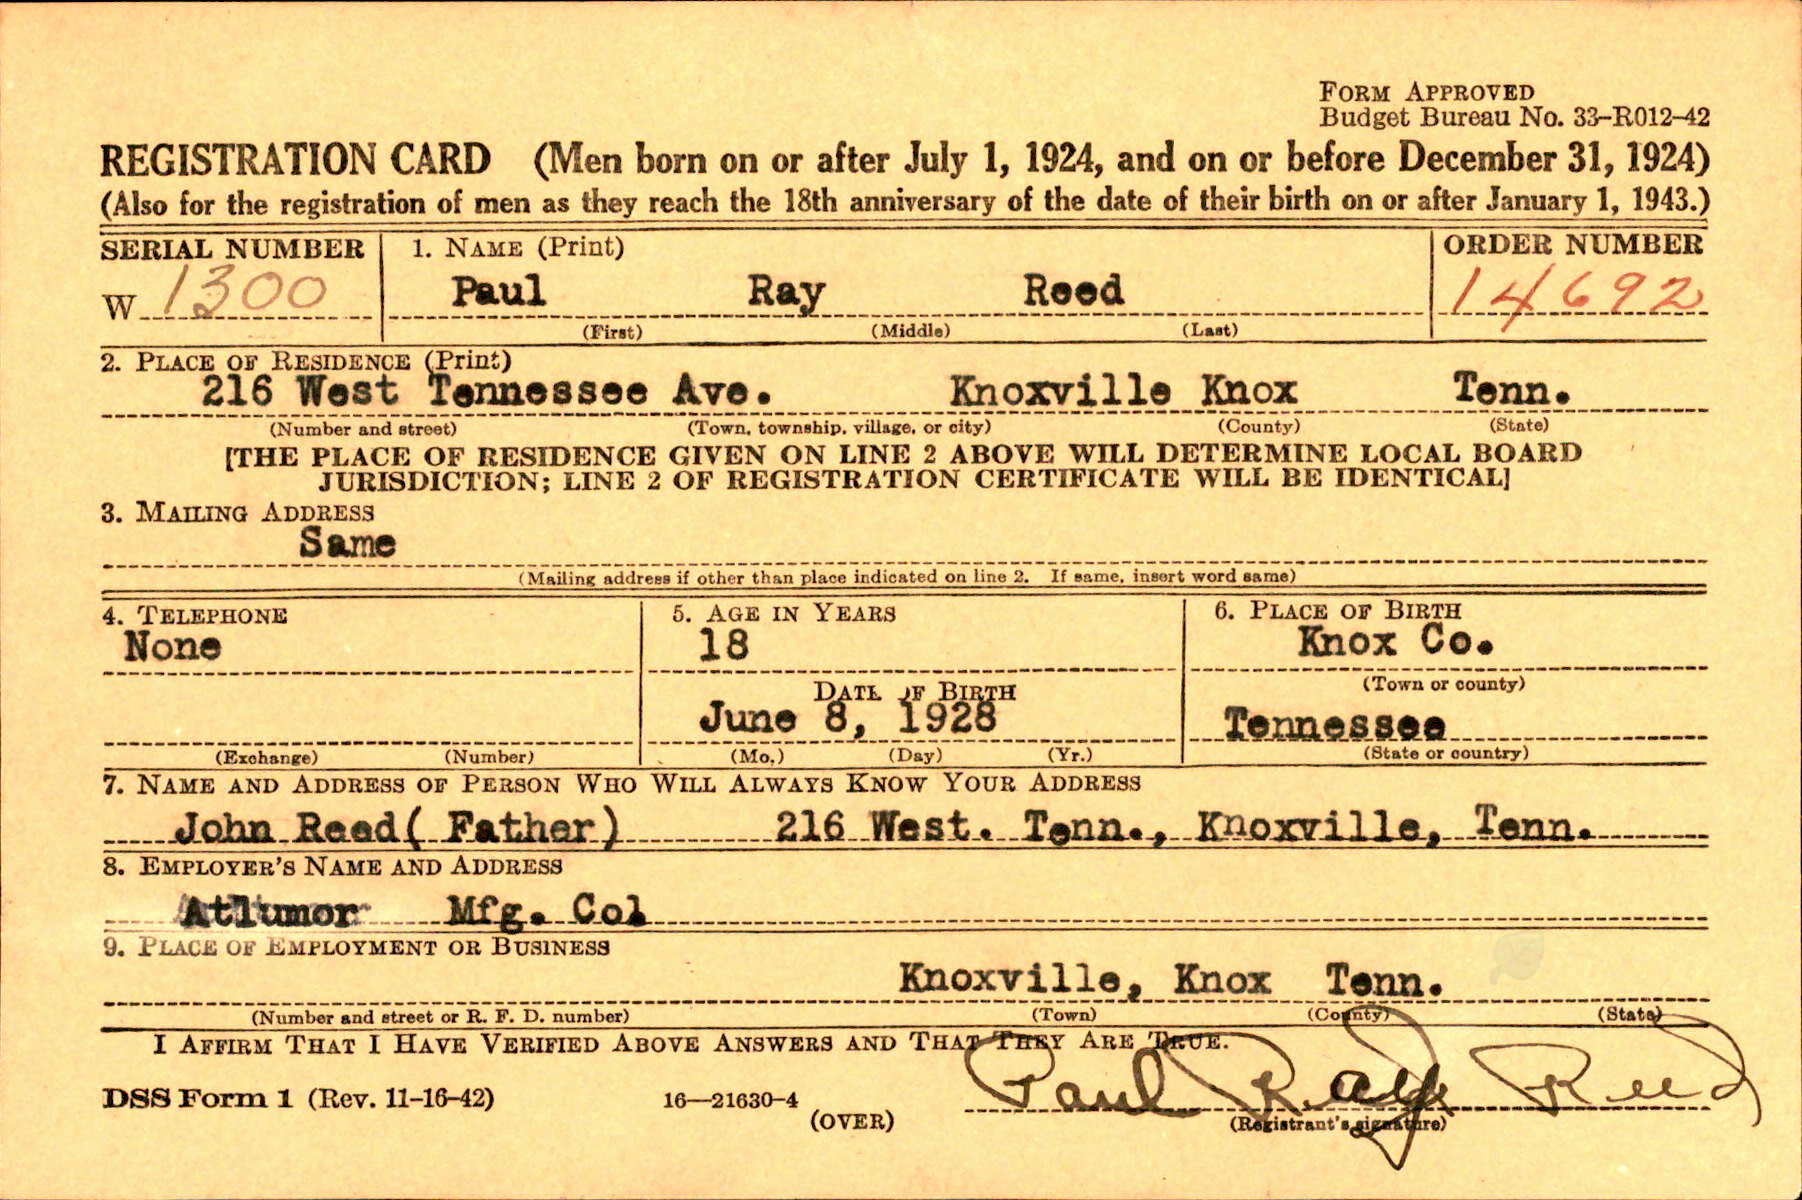 FORM APPROVED
Budget Bureau No. 33–R012–42
REGISTRATION CARD (Men born on or after July 1, 1924, and on or before December 31, 1924)
(Also for the registration of men as they reach the 18th anniversary of the date of their birth on or after January 1, 1943.)
SERIAL NUMBER 1. NAME (Print) ORDER NUMBER
W 1300 Paul Ray Reed 14692
(First) (Middle) (Last)
2. PLACE OF RESIDENCE (Print)
216 West Tennessee Ave. Knoxville Knox Tenn.
(Number and street) (Town, township, village, or city) (County) (State)
[THE PLACE OF RESIDENCE GIVEN ON LINE 2 ABOVE WILL DETERMINE LOCAL BOARD
JURISDICTION; LINE 2 OF REGISTRATION CERTIFICATE WILL BE IDENTICAL]
3. MAILING ADDRESS
Same
(Mailing address if other than place indicated on line 2. If same, insert word same)
4. TELEPHONE 5. AGE IN YEARS 6. PLACE OF BIRTH
None 18 Knox Co.
(Town or county)
DATE OF BIRTH
June 8, 1928 Tennessee
(Exchange) (Number) (Mo.) (Day) (Yr.) (State or country)
7. NAME AND ADDRESS OF PERSON WHO WILL ALWAYS KNOW YOUR ADDRESS
John Reed( Father) 216 West. Tenn., Knoxville, Tenn.
8. EMPLOYER'S NAME AND ADDRESS
Mfg. Col
9. PLACE OF EMPLOYMENT OR BUSINESS
Knoxville, Knox Tenn.
(Number and street or R. F. D. number) (Town) (County) (State)
I AFFIRM THAT I HAVE VERIFIED ABOVE ANSWERS AND THAT THEY ARE TRUE.
DSS Form 1 (Rev. 11–16–42) 16—21630-4 Paul Ray Reed
(OVER) (Registrant's signature)